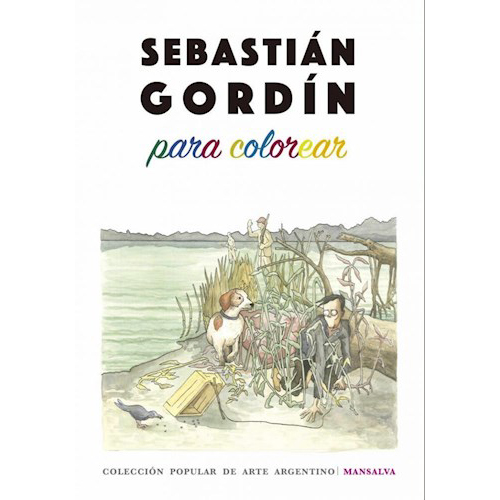 SEBASTIÁN
GORDÍN
para colorear
COLECCIÓN POPULAR DE ARTE ARGENTINO | MANSALVA